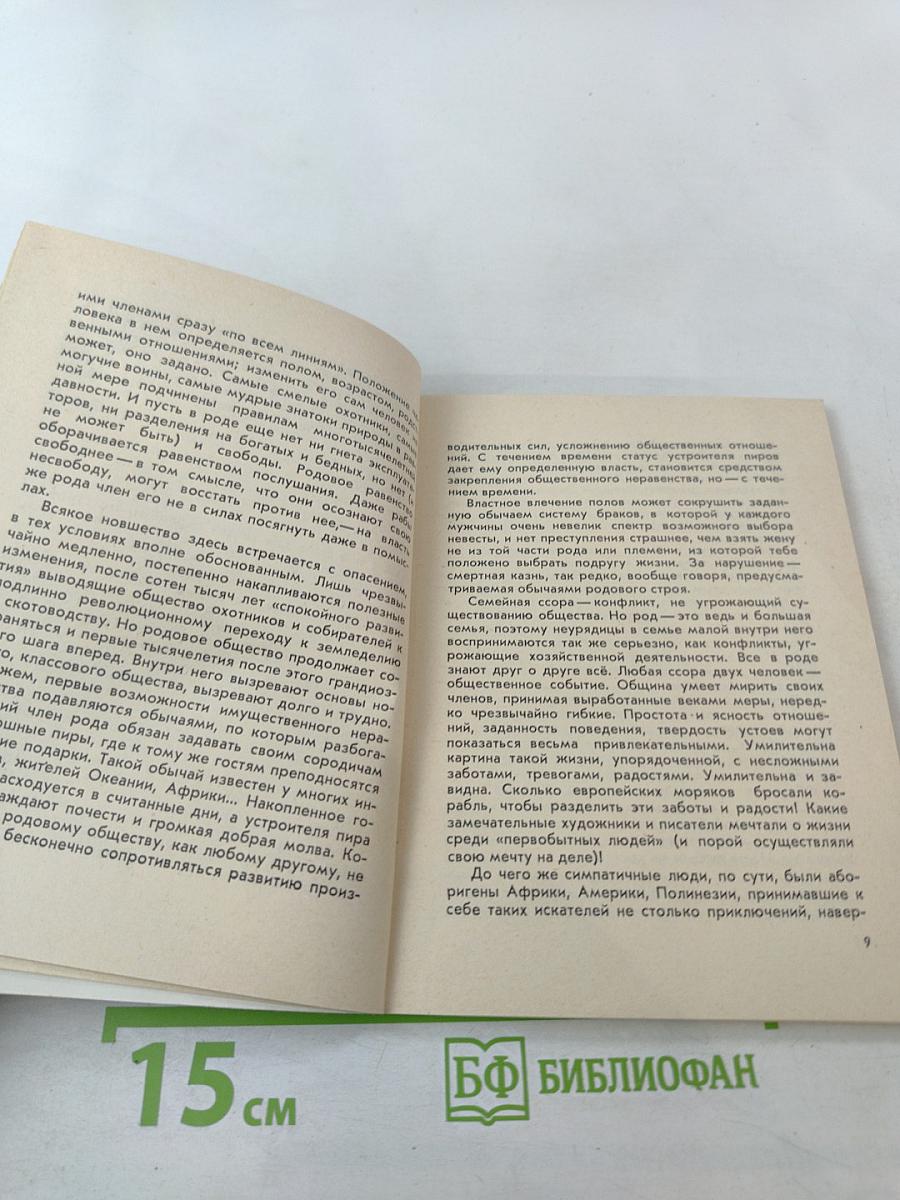 ими членами сразу «по всем линиям». Положение че-
ловека в нем определяется полом, возрастом, родст-
венными отношениями; изменить его сам человек не
может, оно задано. Самые смелые охотники, самые
могучие воины, самые мудрые знатоки природы в рав-
ной мере подчинены правилам многотысячелетней
давности. И пусть в роде еще нет ни гнета эксплуата-
торов, ни разделения на богатых и бедных, но нет (и
не может быть) и свободы. Родовое равенство
оборачивается равенством послушания. Даже рабы
свободнее — в том смысле, что они осознают свою
несвободу, могут восстать против нее,— на власть
же рода член его не в силах посягнуть даже в помыс-
лах.
Всякое новшество здесь встречается с опасением,
в тех условиях вполне обоснованным. Лишь чрезвы-
чайно медленно, постепенно накапливаются полезные
изменения, после сотен тысяч лет «спокойного разви-
тия» выводящие общество охотников и собирателей к
подлинно революционному переходу к земледелию
скотоводству. Но родовое общество продолжает со-
раняться и первые тысячелетия после этого грандиоз-
го шага вперед. Внутри него вызревают основы но-
о, классового общества, вызревают долго и трудно.
жем, первые возможности имущественного нера-
ства подавляются обычаями, по которым разбога-
ий член рода обязан задавать своим сородичам
ошные пиры, где к тому же гостям преподносятся
ие подарки. Такой обычай известен у многих ин-
в, жителей Океании, Африки... Накопленное го-
асходуется в считанные дни, а устроителя пира
аждают почести и громкая добрая молва. Ко-
родовому обществу, как любому другому, не
бесконечно сопротивляться развитию произ-
водительных сил, усложнению общественных отноше-
ний. С течением времени статус устроителя пиров
дает ему определенную власть, становится средством
закрепления общественного неравенства, но — с тече-
нием времени.
Властное влечение полов может сокрушить задан-
ную обычаем систему браков, в которой у каждого
мужчины очень невелик спектр возможного выбора
невесты, и нет преступления страшнее, чем взять жену
не из той части рода или племени, из которой тебе
положено выбрать подругу жизни. За нарушение —
смертная казнь, так редко, вообще говоря, предусма-
триваемая обычаями родового строя.
Семейная ссора — конфликт, не угрожающий су-
ществованию общества. Но род — это ведь и большая
семья, поэтому неурядицы в семье малой внутри него
воспринимаются так же серьезно, как конфликты, уг-
рожающие хозяйственной деятельности. Все в роде
знают друг о друге всё. Любая ссора двух человек —
общественное событие. Община умеет мирить своих
членов, принимая выработанные веками меры, неред-
ко чрезвычайно гибкие. Простота и ясность отноше-
ний, заданность поведения, твердость устоев могут
показаться весьма привлекательными. Умилительна
картина такой жизни, упорядоченной, с несложными
заботами, тревогами, радостями. Умилительна и за-
видна. Сколько европейских моряков бросали ко-
рабль, чтобы разделить эти заботы и радости! Какие
замечательные художники и писатели мечтали о жизни
среди «первобытных людей» (и порой осуществляли
свою мечту на деле)!
До чего же симпатичные люди, по сути, были або-
ригены Африки, Америки, Полинезии, принимавшие к
себе таких искателей не столько приключений, навер-
9
15 см
БФ БИБЛИОФАН